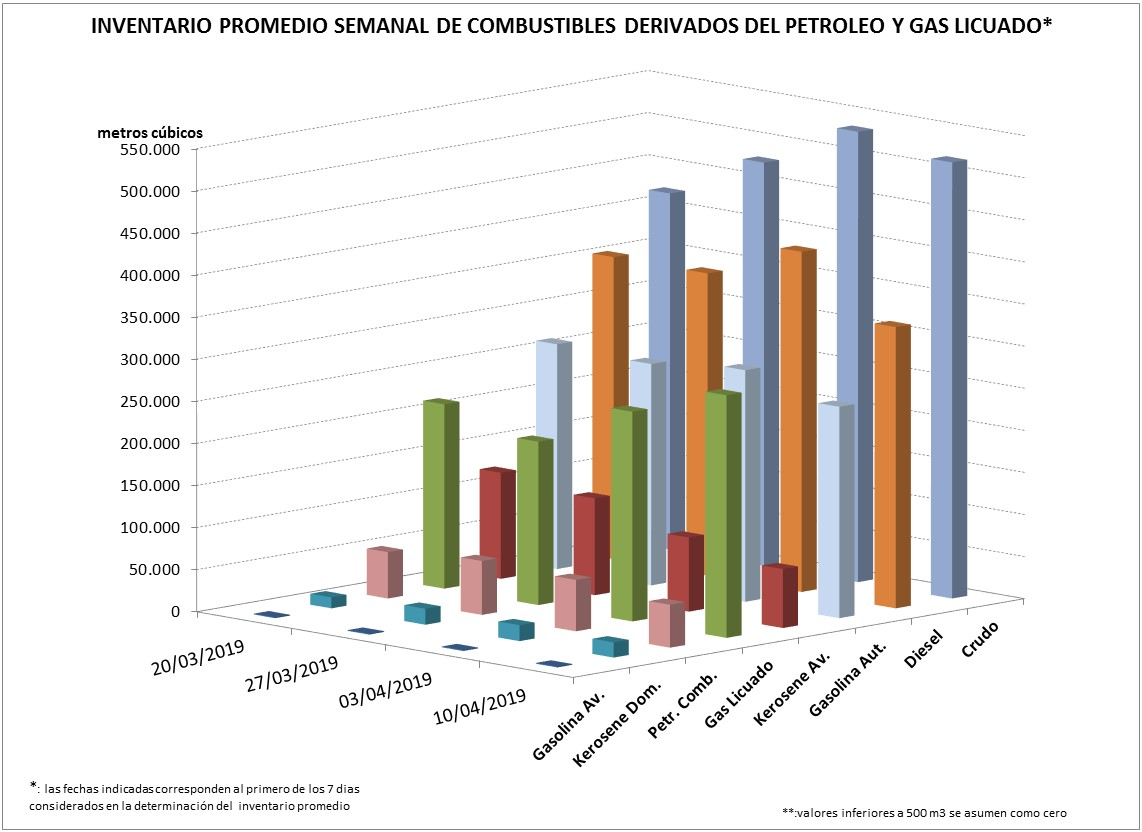 INVENTARIO PROMEDIO SEMANAL DE COMBUSTIBLES DERIVADOS DEL PETROLEO Y GAS LICUADO*
metros cúbicos
550.000
500.000
450.000
400.000
350.000
300.000
250.000
200.000
150.000
100.000
50.000
0
20/03/2019
27/03/2019
03/04/2019
10/04/2019
Gasolina Av.
Kerosene Dom.
Petr. Comb.
Gas Licuado
Kerosene Av.
Gasolina Aut.
Diesel
Crudo
*: las fechas indicadas corresponden al primero de los 7 dias
considerados en la determinación del inventario promedio
**:valores inferiores a 500 m3 se asumen como cero